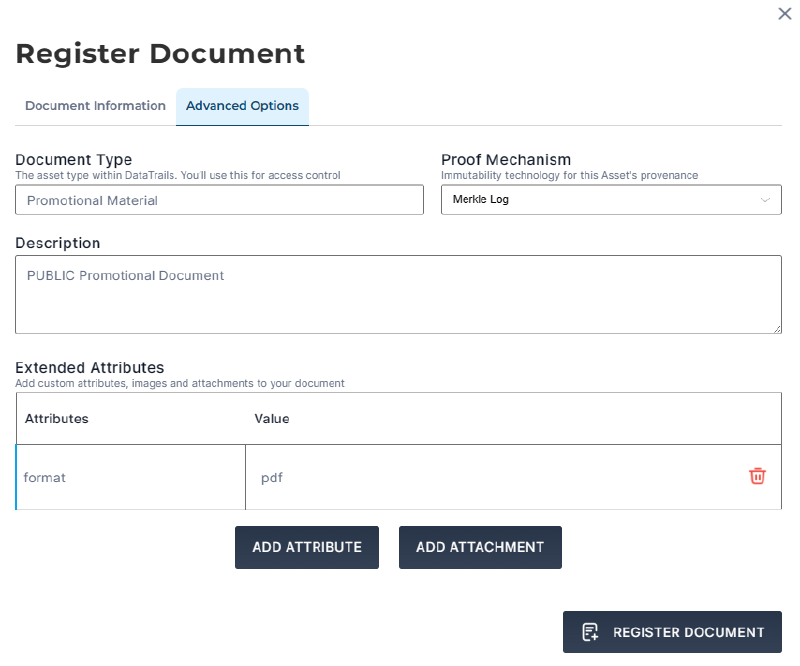 Register Document
Document Information Advanced Options
Document Type
The asset type within DataTrails. You'll use this for access control
Promotional Material
Proof Mechanism
Immutability technology for this Asset's provenance
Merkle Log
Description
PUBLIC Promotional Document
Extended Attributes
Add custom attributes, images and attachments to your document
Attributes Value
format pdf
ADD ATTRIBUTE ADD ATTACHMENT
REGISTER DOCUMENT